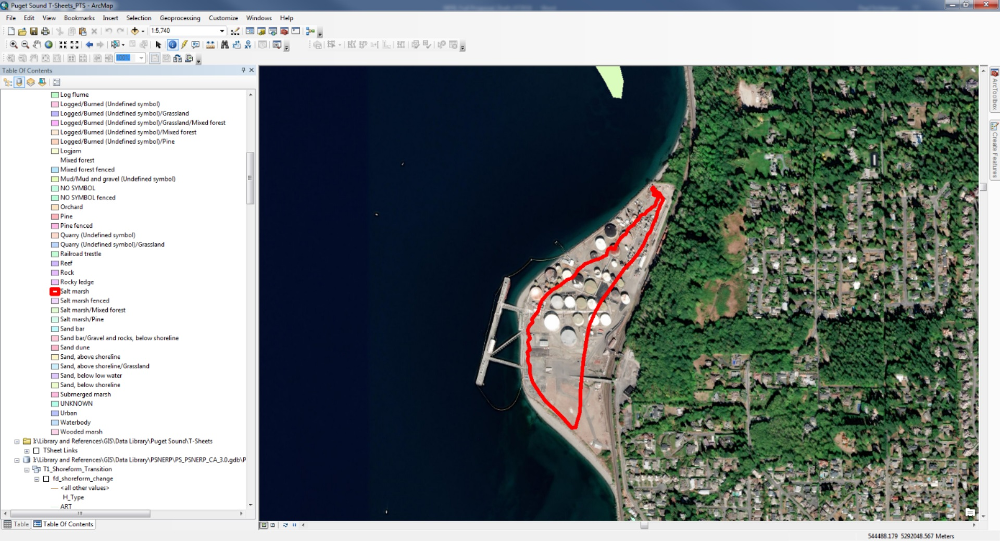 Puget Sound T-Sheets_PTS - ArcMap
File Edit View Bookmarks Insert Selection Geoprocessing Customize Windows Help
1:5,740
100%
Table Of Contents
Log flume
Logged/Burned (Undefined symbol)
Logged/Burned (Undefined symbol)/Grassland
Logged/Burned (Undefined symbol)/Grassland/Mixed forest
Logged/Burned (Undefined symbol)/Mixed forest
Logged/Burned (Undefined symbol)/Pine
Logjam
Mixed forest
Mixed forest fenced
Mud/Mud and gravel (Undefined symbol)
NO SYMBOL
NO SYMBOL fenced
Orchard
Pine
Pine fenced
Quarry (Undefined symbol)
Quarry (Undefined symbol)/Grassland
Railroad trestle
Reef
Rock
Rocky ledge
Salt marsh
Salt marsh fenced
Salt marsh/Mixed forest
Salt marsh/Pine
Sand bar
Sand bar/Gravel and rocks, below shoreline
Sand dune
Sand, above shoreline
Sand, above shoreline/Grassland
Sand, below low water
Sand, below shoreline
Submerged marsh
UNKNOWN
Urban
Waterbody
Wooded marsh
I:\Library and References\GIS\Data Library\Puget Sound\T-Sheets
TSheet Links
I:\Library and References\GIS\Data Library\PSNERP\PS_PSNERP_CA_3.0.gdb\P
T1_Shoreform_Transition
fd_shoreform_change
<all other values>
H_Type
ART
Table
Table Of Contents
ArcToolbox
Create Features
544488.179 5292048.567 Meters